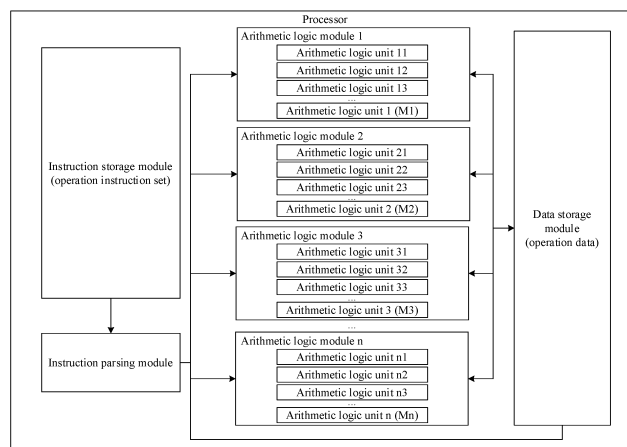 Processor
Instruction storage module
(operation instruction set)
Instruction parsing module
Arithmetic logic module 1
Arithmetic logic unit 11
Arithmetic logic unit 12
Arithmetic logic unit 13
...
Arithmetic logic unit 1 (M1)
Arithmetic logic module 2
Arithmetic logic unit 21
Arithmetic logic unit 22
Arithmetic logic unit 23
...
Arithmetic logic unit 2 (M2)
Arithmetic logic module 3
Arithmetic logic unit 31
Arithmetic logic unit 32
Arithmetic logic unit 33
...
Arithmetic logic unit 3 (M3)
...
Arithmetic logic module n
Arithmetic logic unit n1
Arithmetic logic unit n2
Arithmetic logic unit n3
...
Arithmetic logic unit n (Mn)
Data storage
module
(operation data)